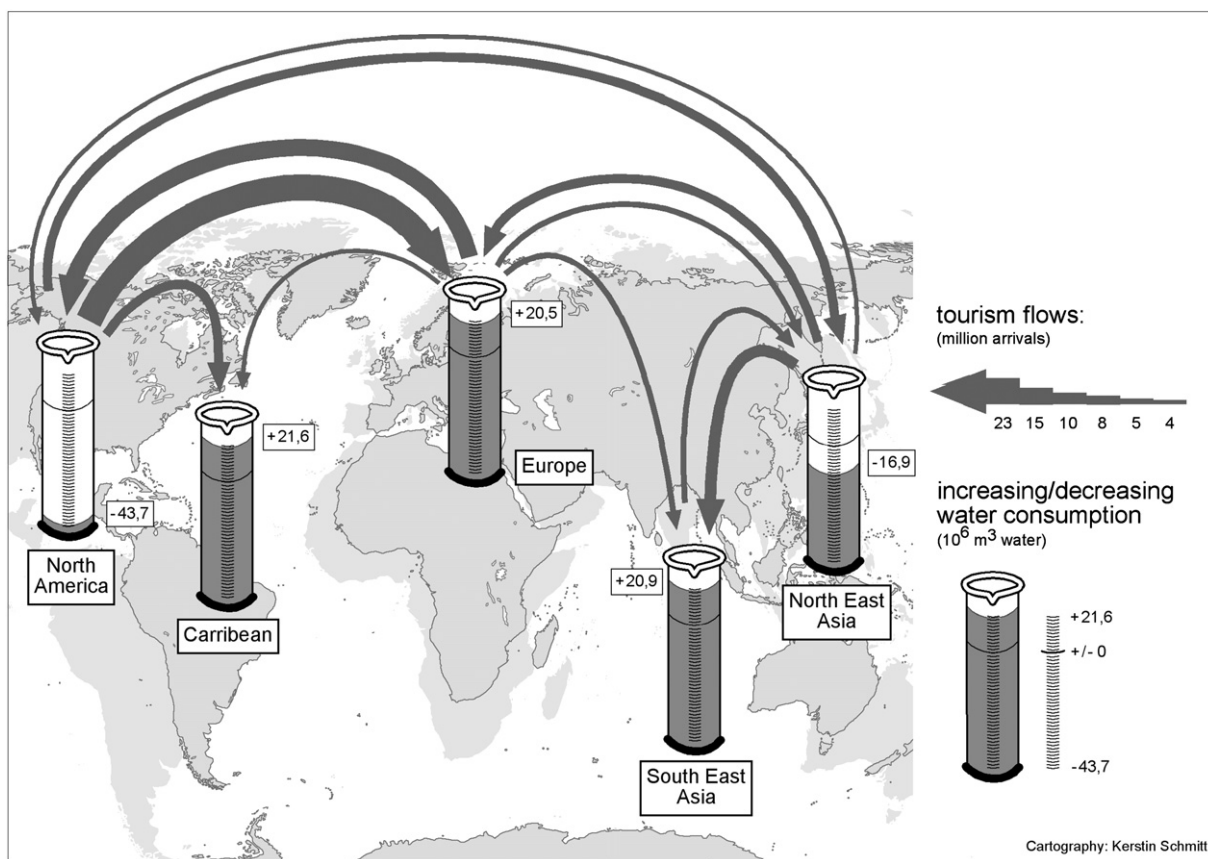 +20,5
+21,6
-16,9
Europe
-43,7
North
America
+20,9
Carribean
North East
Asia
South East
Asia
tourism flows:
(million arrivals)
23 15 10 8 5 4
increasing/decreasing
water consumption
(10⁶ m³ water)
+21,6
+/- 0
-43,7
Cartography: Kerstin Schmitt